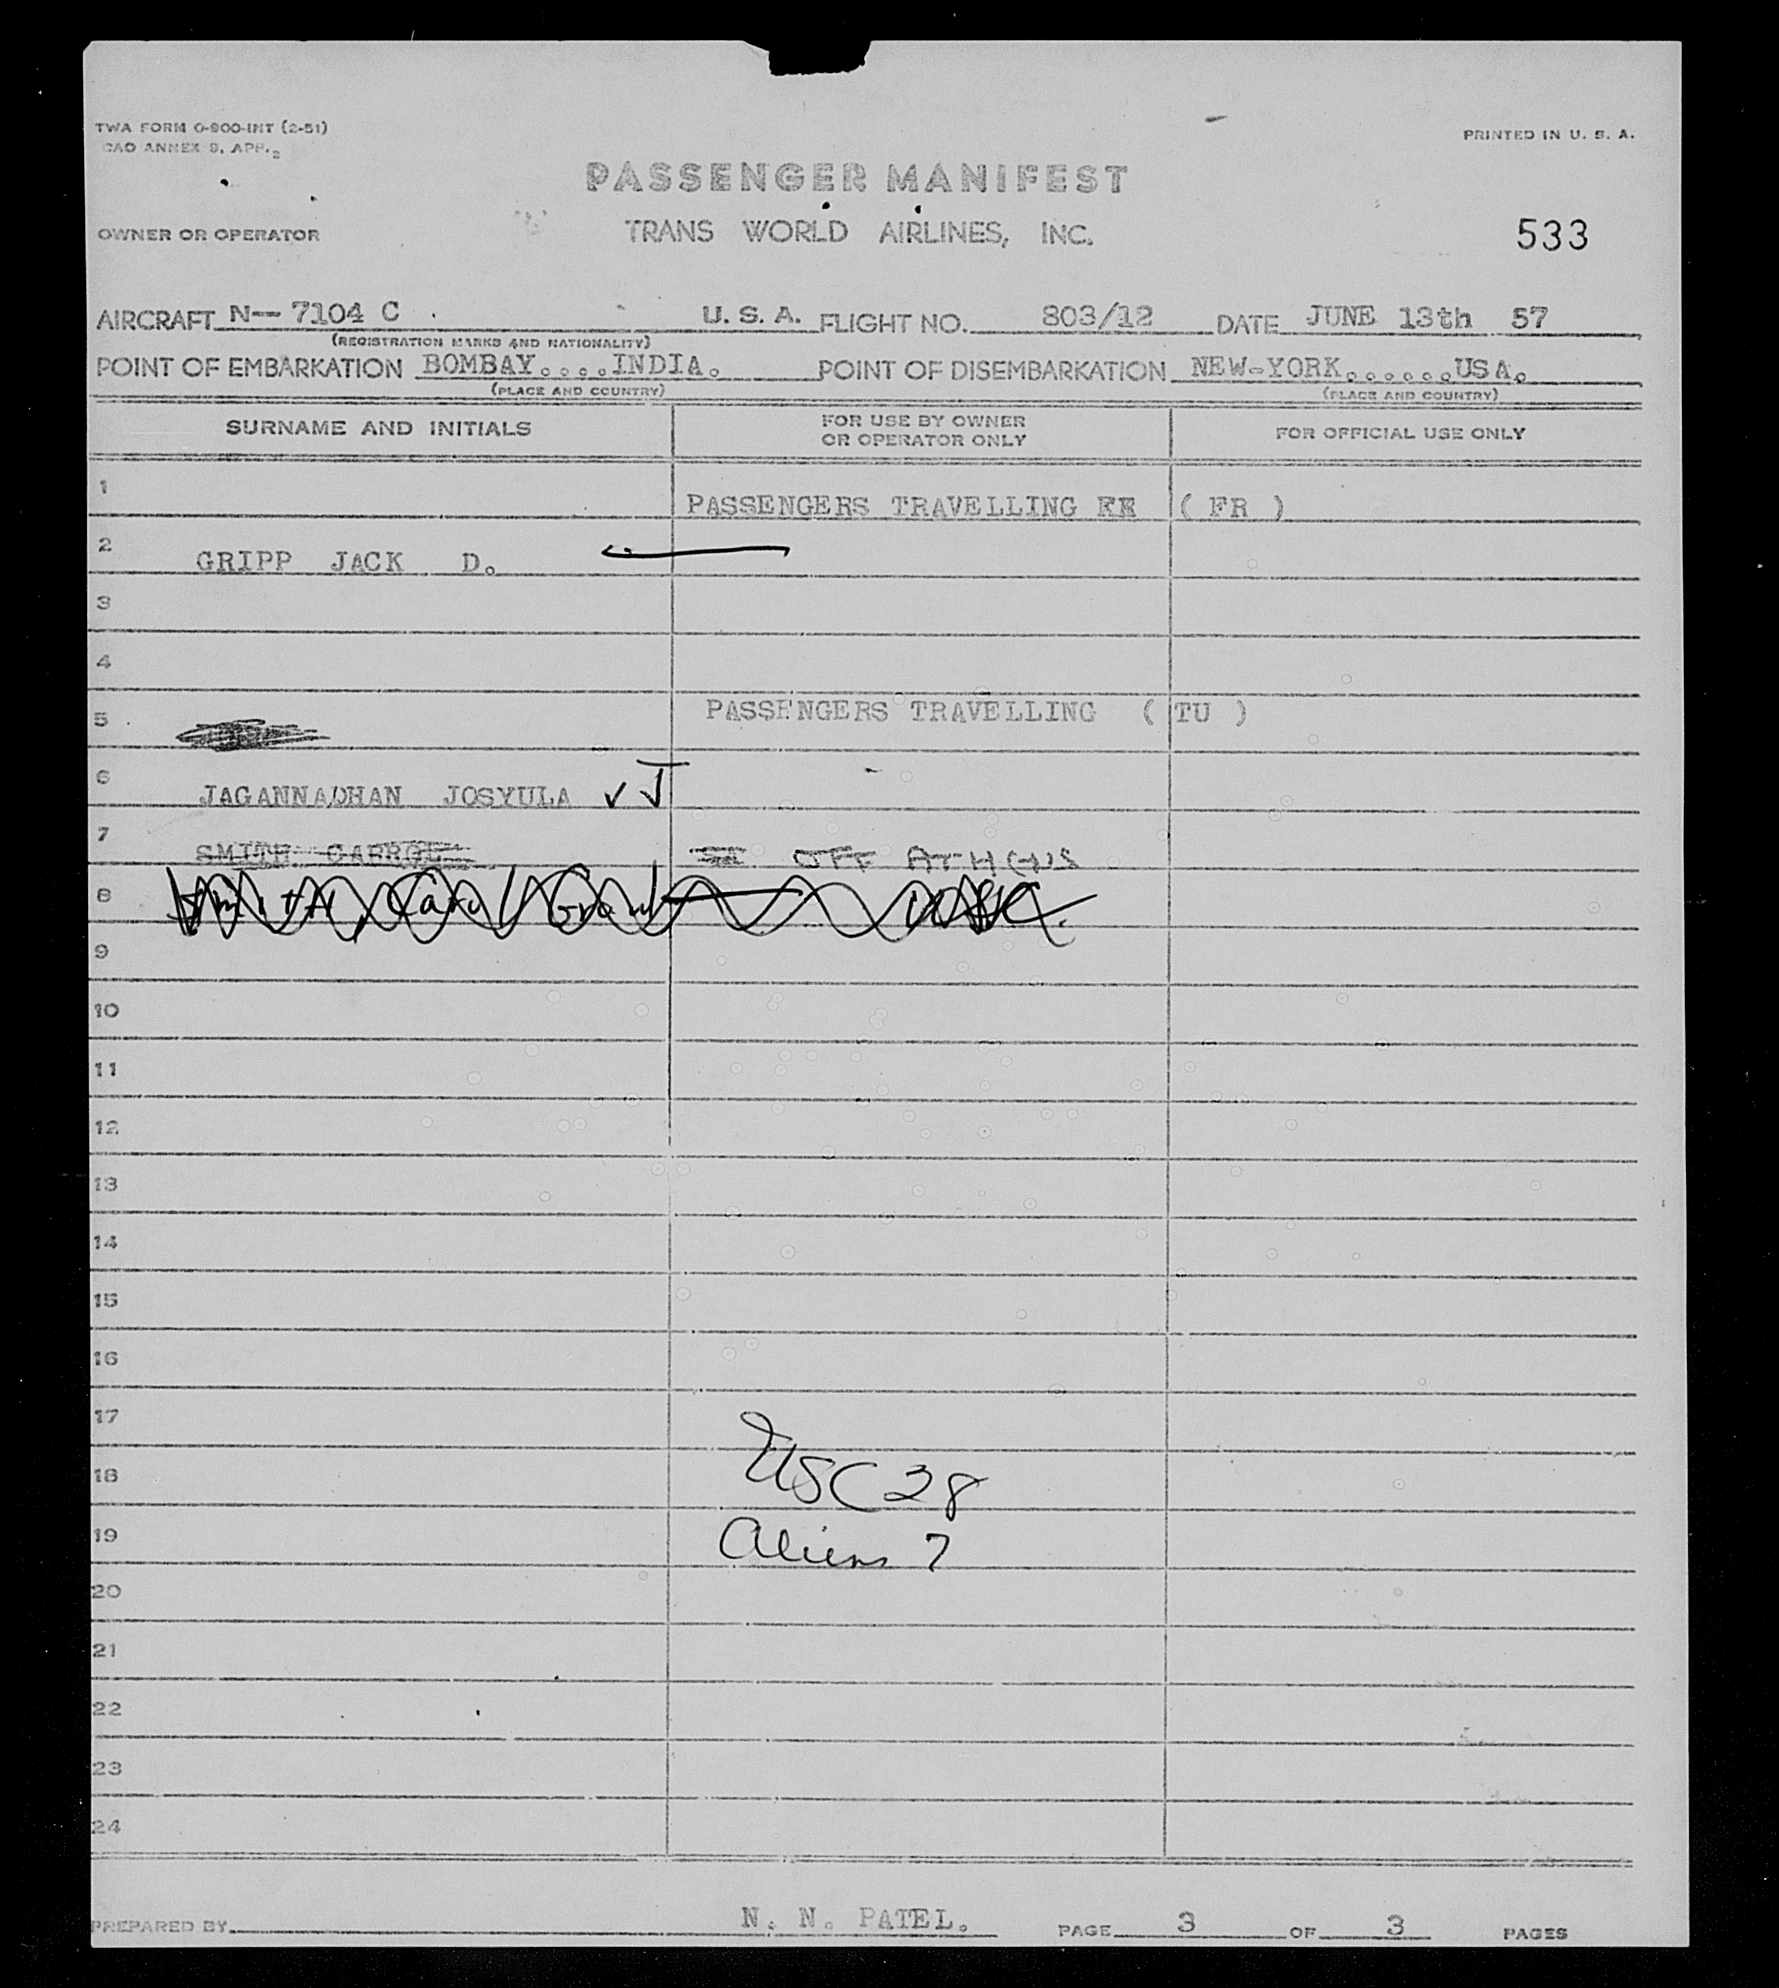 TWA FORM O-900-INT (2-51)
PRINTED IN U. S. A.
CAO ANNEX 9, APP. 2
PASSENGER MANIFEST
OWNER OR OPERATOR TRANS WORLD AIRLINES, INC. 533
AIRCRAFT N-- 7104 C . U. S. A. FLIGHT NO. 803/12 DATE JUNE 13th 57
(REGISTRATION MARKS AND NATIONALITY)
POINT OF EMBARKATION BOMBAY....INDIA. POINT OF DISEMBARKATION NEW-YORK......USA.
(PLACE AND COUNTRY) (PLACE AND COUNTRY)
SURNAME AND INITIALS FOR USE BY OWNER OR OPERATOR ONLY FOR OFFICIAL USE ONLY
1 PASSENGERS TRAVELLING ( FR )
2 GRIPP JACK D.
3
4
5 PASSENGERS TRAVELLING ( TU )
6 JAGANNADHAN JOSYULA ✓ J
7 SMITH CARROL OFF ATHENS
8 Smith, Carol Grant
9
10
11
12
13
14
15
16
17
18 USC 28
19 Aliens 7
20
21
22
23
24
PREPARED BY N. N. PATEL. PAGE 3 OF 3 PAGES